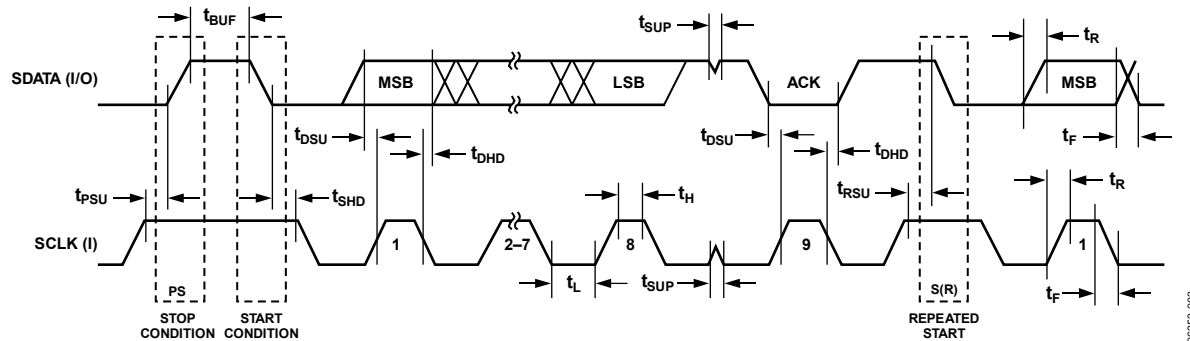 tBUF
tSUP
tR
SDATA (I/O)
MSB
LSB
ACK
MSB
tDSU
tDHD
tDSU
tDHD
tF
tPSU
tSHD
tH
tRSU
tR
SCLK (I)
1
2–7
8
9
1
tL
tSUP
tF
PS
S(R)
STOP
CONDITION
START
CONDITION
REPEATED
START